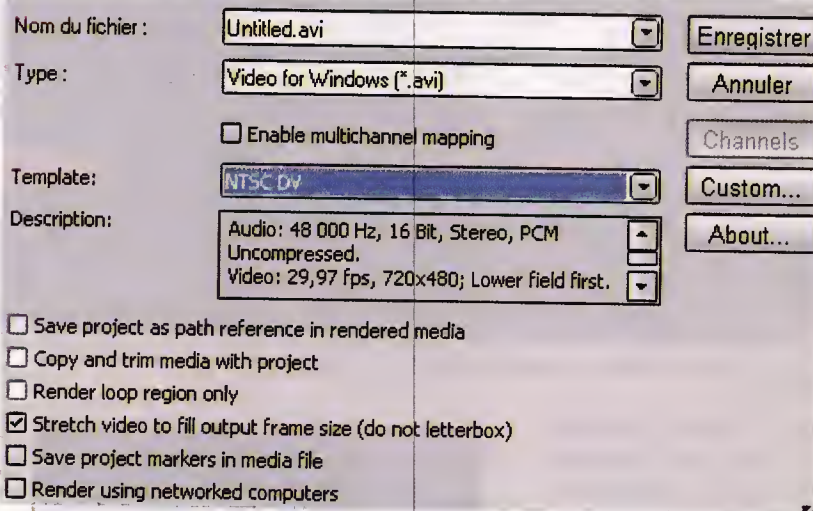 Nom du fichier :
Untitled.avi
Enregistrer
Type :
Video for Windows (*.avi)
Annuler
Enable multichannel mapping
Channels
Template:
NTSC DV
Custom...
Description:
Audio: 48 000 Hz, 16 Bit, Stereo, PCM
Uncompressed.
Video: 29,97 fps, 720x480; Lower field first.
About...
Save project as path reference in rendered media
Copy and trim media with project
Render loop region only
Stretch video to fill output frame size (do not letterbox)
Save project markers in media file
Render using networked computers